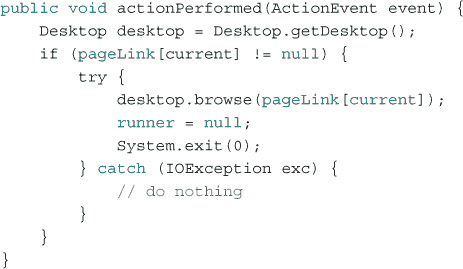 public void actionPerformed(ActionEvent event) {
    Desktop desktop = Desktop.getDesktop();
    if (pageLink[current] != null) {
        try {
            desktop.browse(pageLink[current]);
            runner = null;
            System.exit(0);
        } catch (IOException exc) {
            // do nothing
        }
    }
}